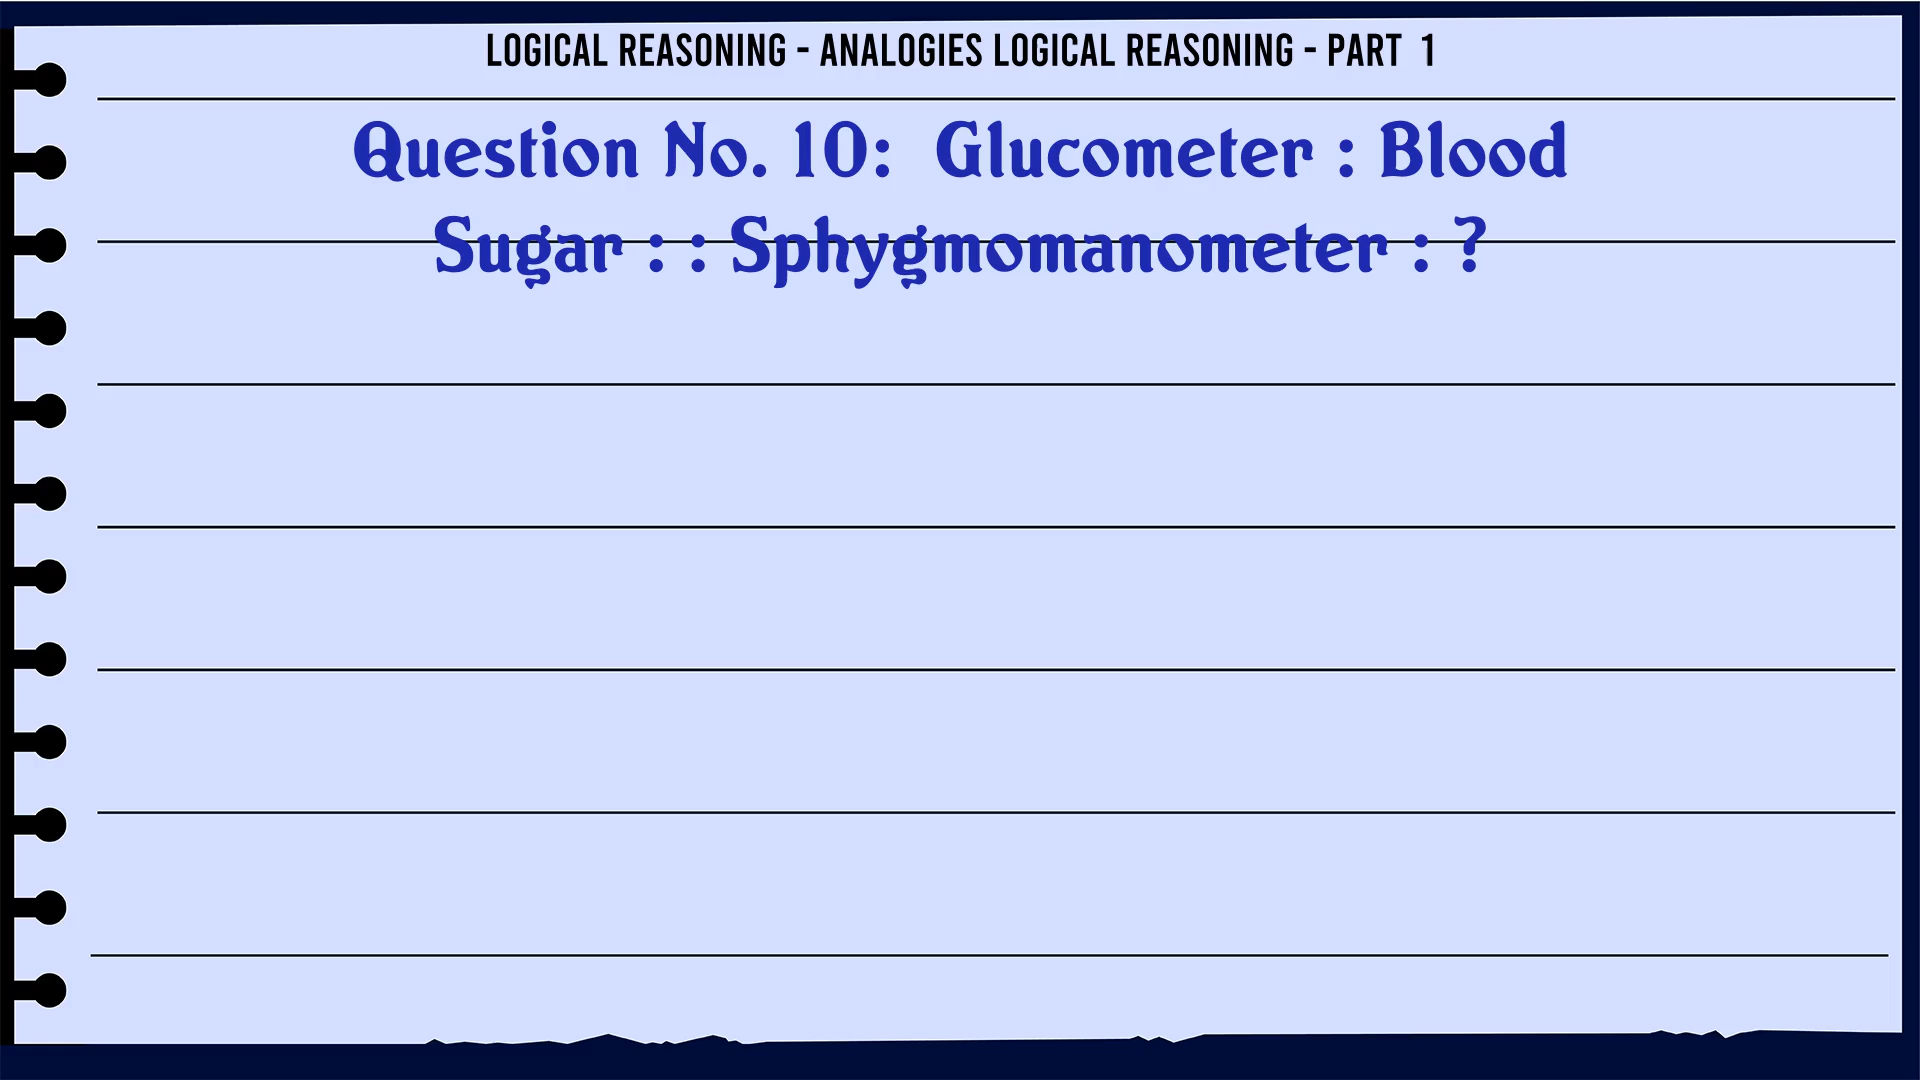 LOGICAL REASONING - ANALOGIES LOGICAL REASONING - PART 1
Question No. 10: Glucometer : Blood
Sugar : : Sphygmomanometer : ?